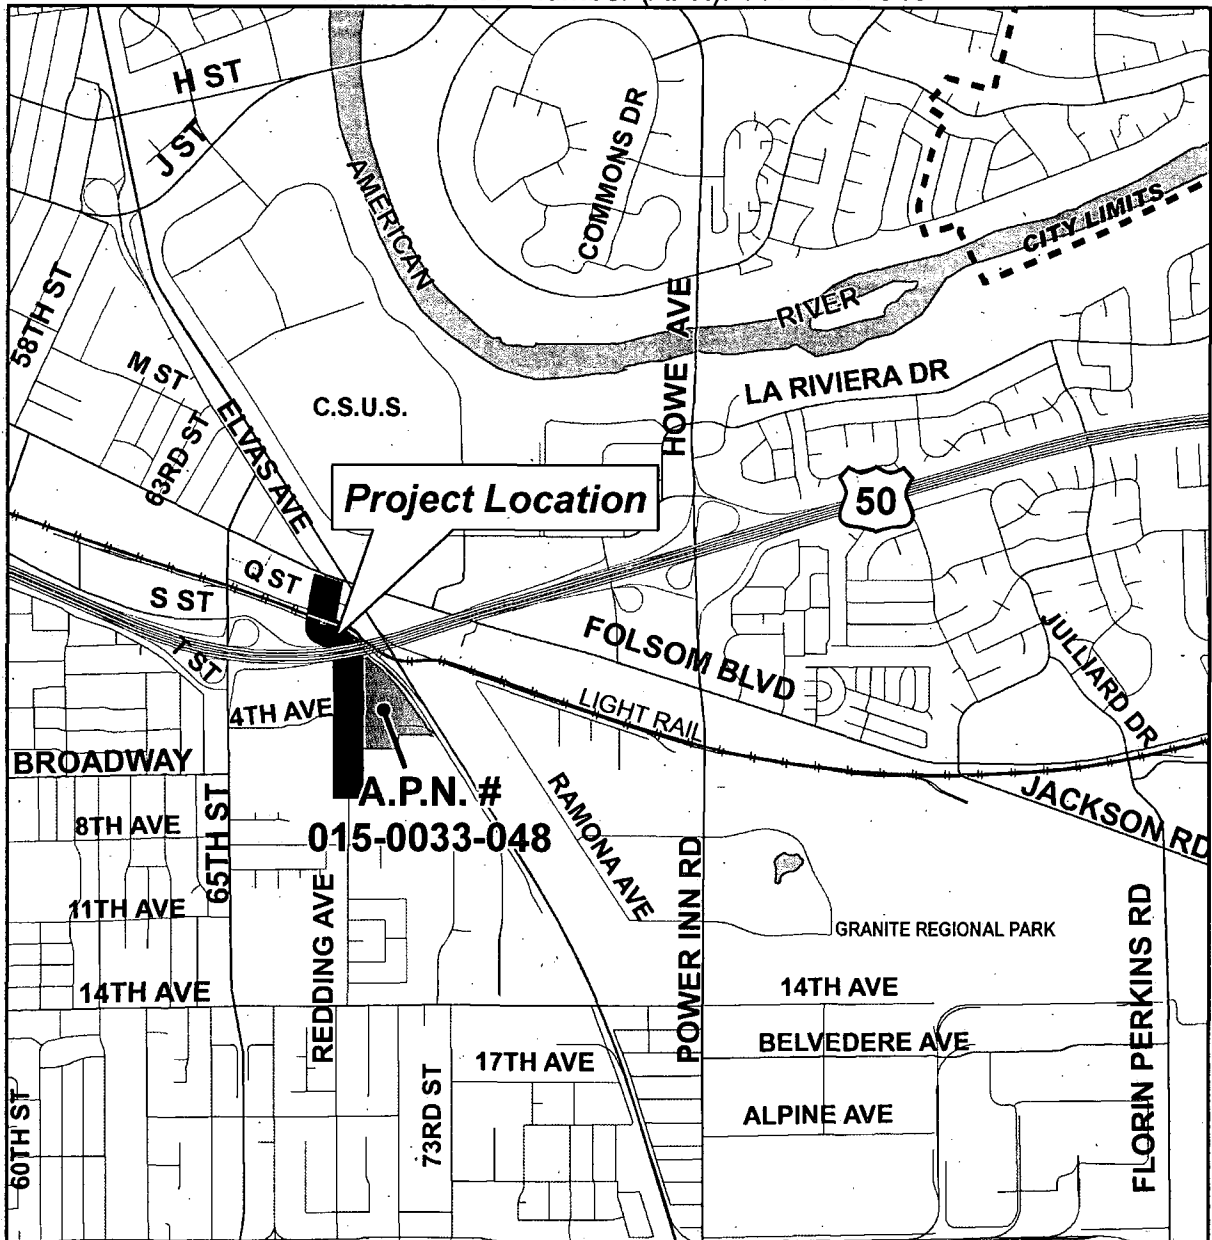 H ST
J ST
COMMONS DR
AMERICAN
CITY LIMITS
58TH ST
HOWE AVE
RIVER
M ST
LA RIVIERA DR
C.S.U.S.
ELVAS AVE
63RD ST
Project Location
50
Q ST
S ST
FOLSOM BLVD
JULLIARD DR
T ST
LIGHT RAIL
4TH AVE
BROADWAY
A.P.N. #
015-0033-048
RAMONA AVE
JACKSON RD
8TH AVE
65TH ST
POWER INN RD
11TH AVE
REDDING AVE
GRANITE REGIONAL PARK
FLORIN PERKINS RD
14TH AVE
14TH AVE
BELVEDERE AVE
17TH AVE
73RD ST
60TH ST
ALPINE AVE